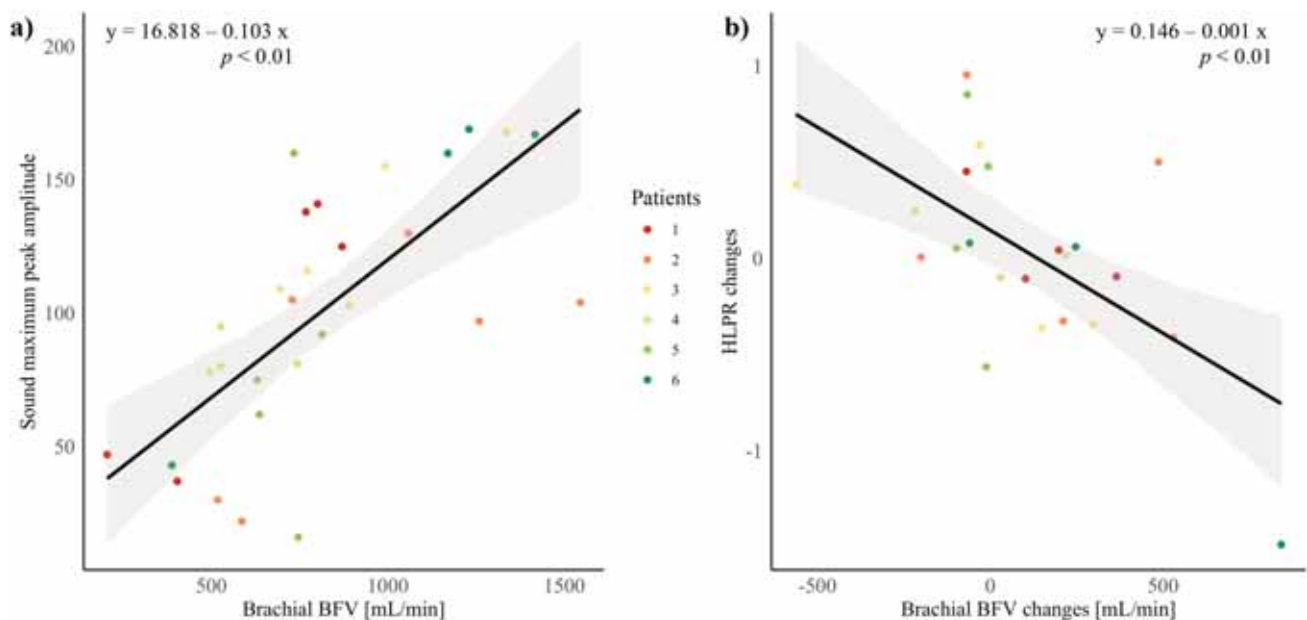 a)
y = 16.818 – 0.103 x
p < 0.01
Sound maximum peak amplitude
200
150
100
50
500
1000
1500
Brachial BFV [mL/min]
Patients
1
2
3
4
5
6
b)
y = 0.146 – 0.001 x
p < 0.01
HLPR changes
1
0
-1
-500
0
500
Brachial BFV changes [mL/min]